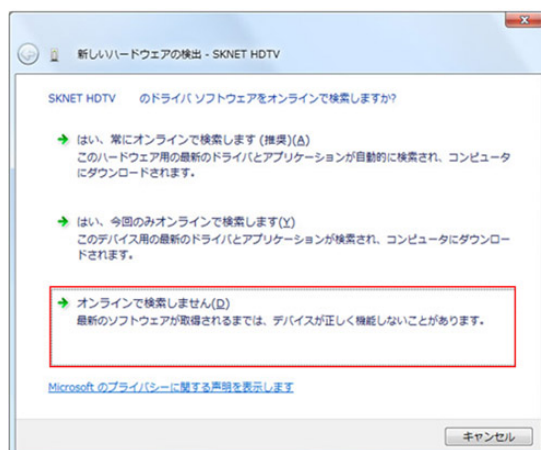 新しいハードウェアの検出 - SKNET HDTV
SKNET HDTV のドライバ ソフトウェアをオンラインで検索しますか?
はい、常にオンラインで検索します (推奨)(A)
このハードウェア用の最新のドライバとアプリケーションが自動的に検索され、コンピュータ
にダウンロードされます。
はい、今回のみオンラインで検索します(Y)
このデバイス用の最新のドライバとアプリケーションが検索され、コンピュータにダウンロー
ドされます。
オンラインで検索しません(D)
最新のソフトウェアが取得されるまでは、デバイスが正しく機能しないことがあります。
Microsoft のプライバシーに関する声明を表示します
キャンセル